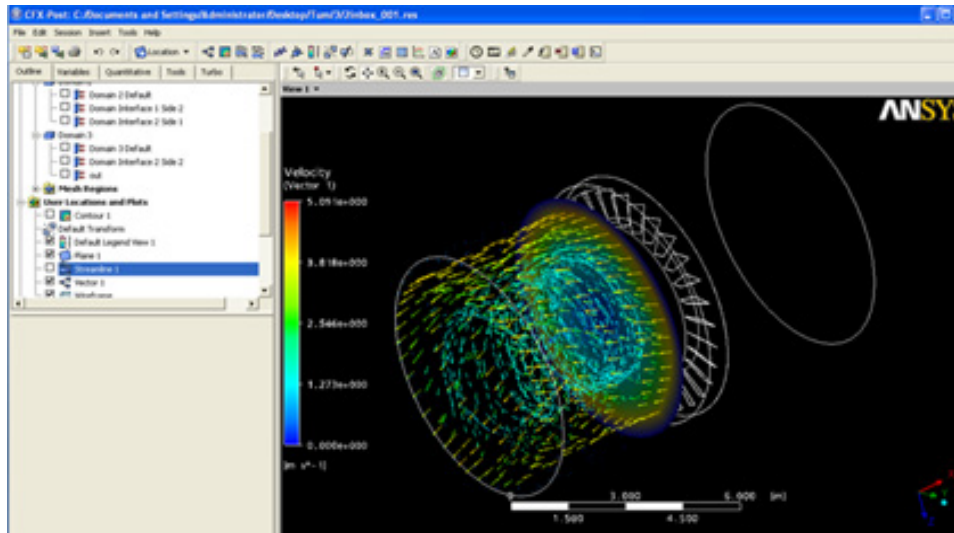 CFX-Post: C:/Documents and Settings/Administrator/Desktop/Tum/3/2inbox_001.res
File Edit Session Insert Tools Help
Location
Outline Variables Quantitative Tools Turbo
View 1
Domain 2 Default
Domain Interface 1 Side 2
Domain Interface 2 Side 1
Domain 3
Domain 3 Default
Domain Interface 2 Side 2
out
Mesh Regions
User Locations and Plots
Contour 1
Default Transform
Default Legend View 1
Plane 1
Streamline 1
Vector 1
Wireframe
ANSYS
Velocity
(Vector 1)
5.091e+000
3.818e+000
2.546e+000
1.273e+000
0.000e+000
[m s^-1]
0 3.000 6.000 [m]
1.500 4.500